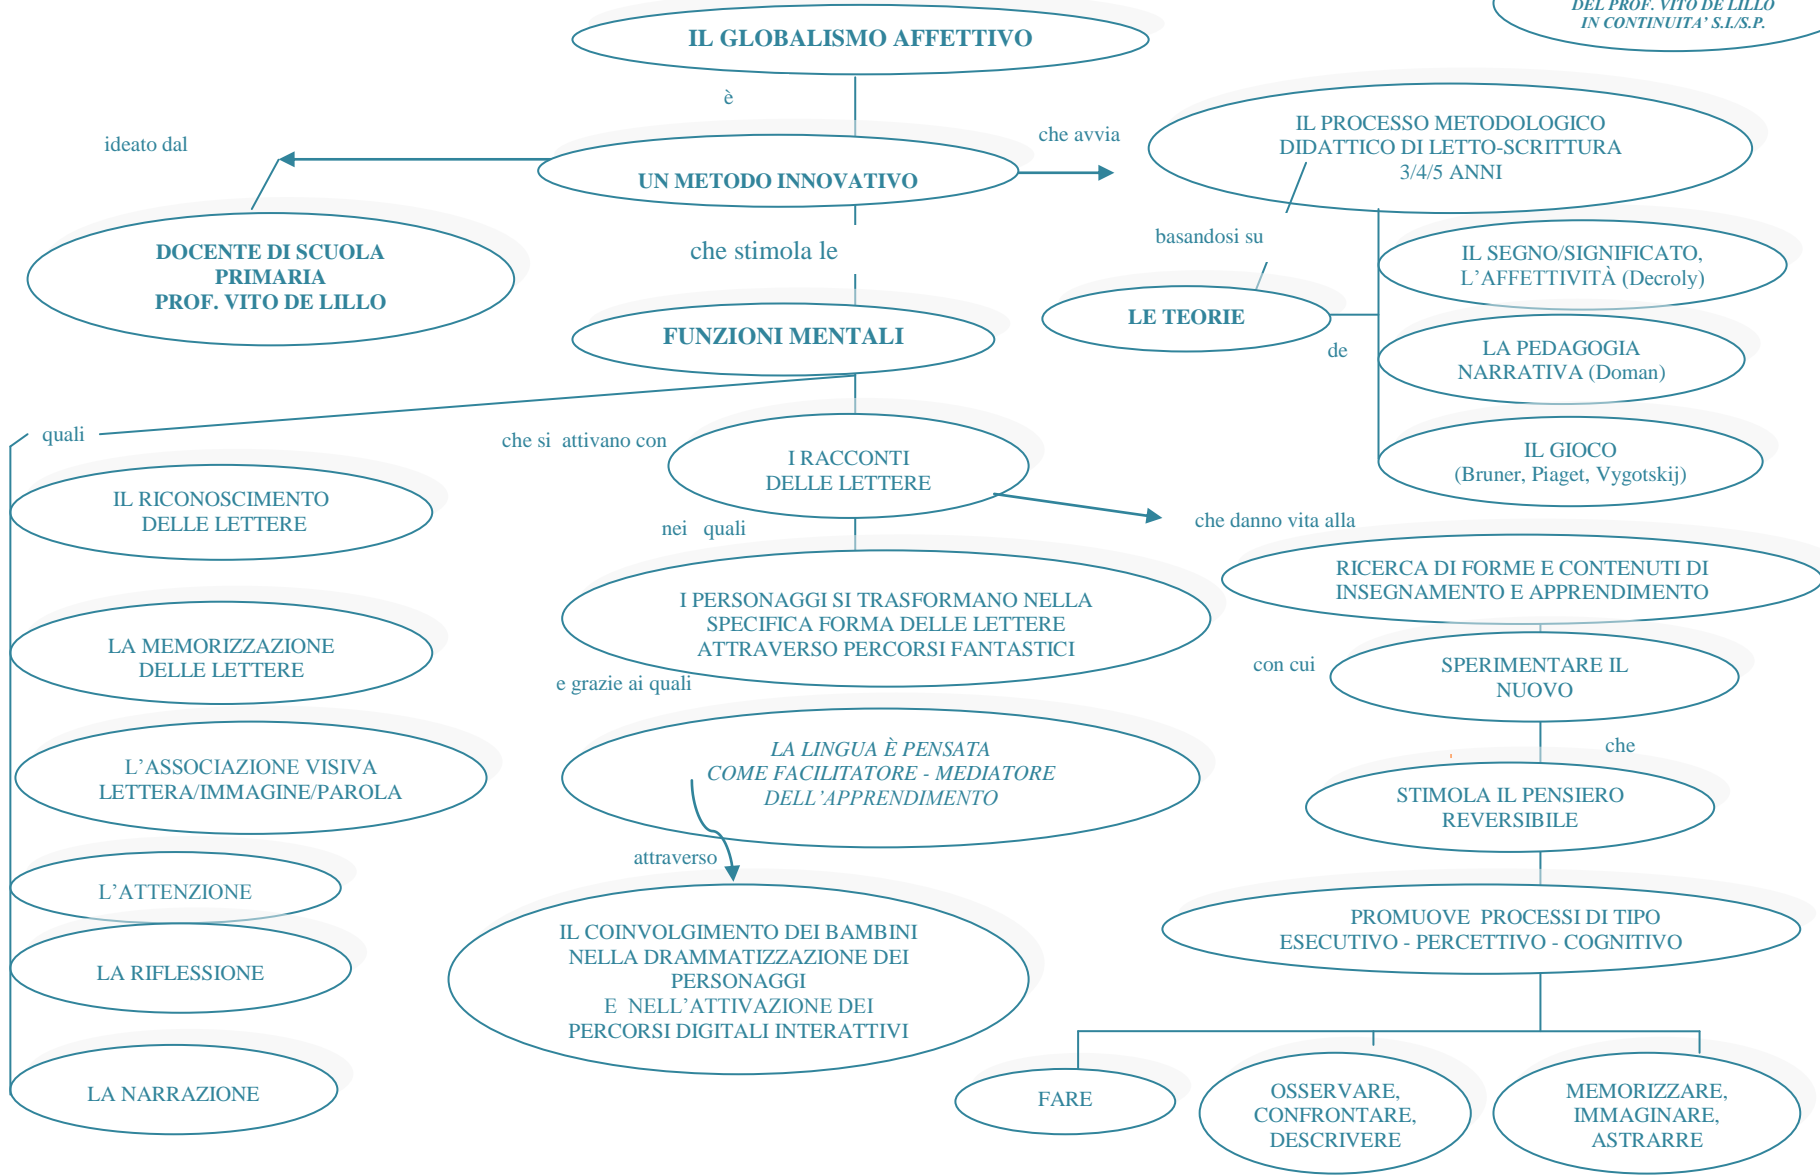 DEL PROF. VITO DE LILLO
IN CONTINUITA' S.I./S.P.
IL GLOBALISMO AFFETTIVO
è
UN METODO INNOVATIVO
ideato dal
DOCENTE DI SCUOLA
PRIMARIA
PROF. VITO DE LILLO
che avvia
IL PROCESSO METODOLOGICO
DIDATTICO DI LETTO-SCRITTURA
3/4/5 ANNI
basandosi su
LE TEORIE
de
IL SEGNO/SIGNIFICATO,
L'AFFETTIVITÀ (Decroly)
LA PEDAGOGIA
NARRATIVA (Doman)
IL GIOCO
(Bruner, Piaget, Vygotskij)
che stimola le
FUNZIONI MENTALI
quali
IL RICONOSCIMENTO
DELLE LETTERE
LA MEMORIZZAZIONE
DELLE LETTERE
L'ASSOCIAZIONE VISIVA
LETTERA/IMMAGINE/PAROLA
L'ATTENZIONE
LA RIFLESSIONE
LA NARRAZIONE
che si attivano con
I RACCONTI
DELLE LETTERE
nei quali
I PERSONAGGI SI TRASFORMANO NELLA
SPECIFICA FORMA DELLE LETTERE
ATTRAVERSO PERCORSI FANTASTICI
e grazie ai quali
LA LINGUA È PENSATA
COME FACILITATORE - MEDIATORE
DELL'APPRENDIMENTO
attraverso
IL COINVOLGIMENTO DEI BAMBINI
NELLA DRAMMATIZZAZIONE DEI
PERSONAGGI
E NELL'ATTIVAZIONE DEI
PERCORSI DIGITALI INTERATTIVI
che danno vita alla
RICERCA DI FORME E CONTENUTI DI
INSEGNAMENTO E APPRENDIMENTO
con cui
SPERIMENTARE IL
NUOVO
che
STIMOLA IL PENSIERO
REVERSIBILE
PROMUOVE PROCESSI DI TIPO
ESECUTIVO - PERCETTIVO - COGNITIVO
FARE
OSSERVARE,
CONFRONTARE,
DESCRIVERE
MEMORIZZARE,
IMMAGINARE,
ASTRARRE